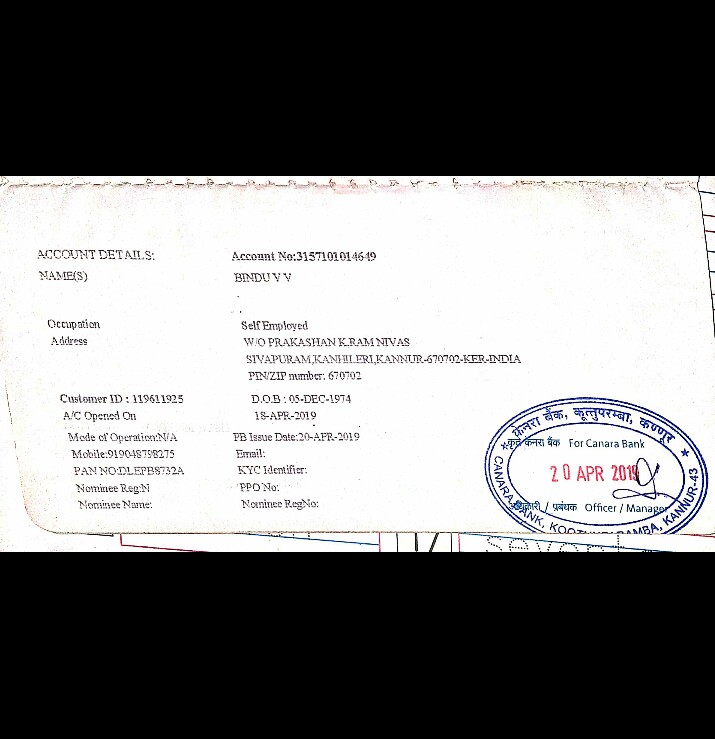 ACCOUNT DETAILS: Account No:3157101014649
NAME(S) BINDU V V
Occupation Self Employed
Address W/O PRAKASHAN K,RAM NIVAS
SIVAPURAM,KANHILERI,KANNUR-670702-KER-INDIA
PIN/ZIP number: 670702
Customer ID : 119611925 D.O.B : 05-DEC-1974
A/C Opened On 18-APR-2019
Mode of Operation:N/A PB Issue Date:20-APR-2019
Mobile:919048798275 Email:
PAN NO:DLEPB8732A KYC Identifier:
Nominee Reg:N PPO No:
Nominee Name: Nominee RegNo:
केनरा बैंक, कूत्तुपरम्बा, कण्णूर
कृते केनरा बैंक For Canara Bank
20 APR 2019
अधिकारी / प्रबंधक Officer / Manager
CANARA BANK, KANNUR-43